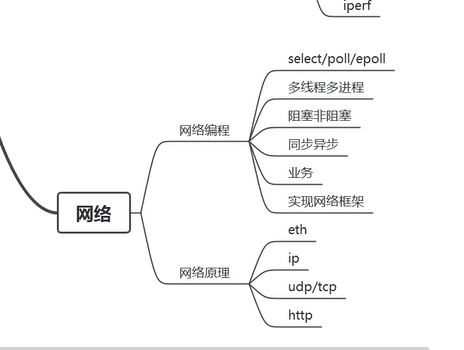 iperf
select/poll/epoll
多线程多进程
网络编程
阻塞非阻塞
同步异步
业务
实现网络框架
网络
eth
ip
网络原理
udp/tcp
http